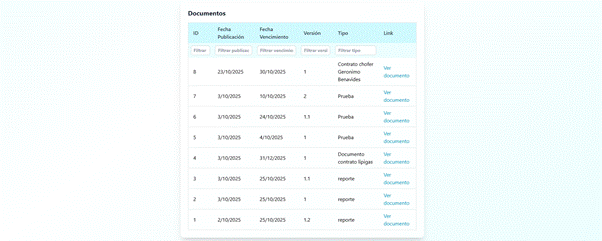 Documentos
ID Fecha Publicación Fecha Vencimiento Versión Tipo Link
Filtrar Filtrar publicac Filtrar vencimie Filtrar versi Filtrar tipo
8 23/10/2025 30/10/2025 1 Contrato chofer Geronimo Benavides Ver documento
7 3/10/2025 10/10/2025 2 Prueba Ver documento
6 3/10/2025 24/10/2025 1.1 Prueba Ver documento
5 3/10/2025 4/10/2025 1 Prueba Ver documento
4 3/10/2025 31/12/2025 1 Documento contrato lipigas Ver documento
3 3/10/2025 25/10/2025 1.1 reporte Ver documento
2 3/10/2025 25/10/2025 1 reporte Ver documento
1 2/10/2025 25/10/2025 1.2 reporte Ver documento